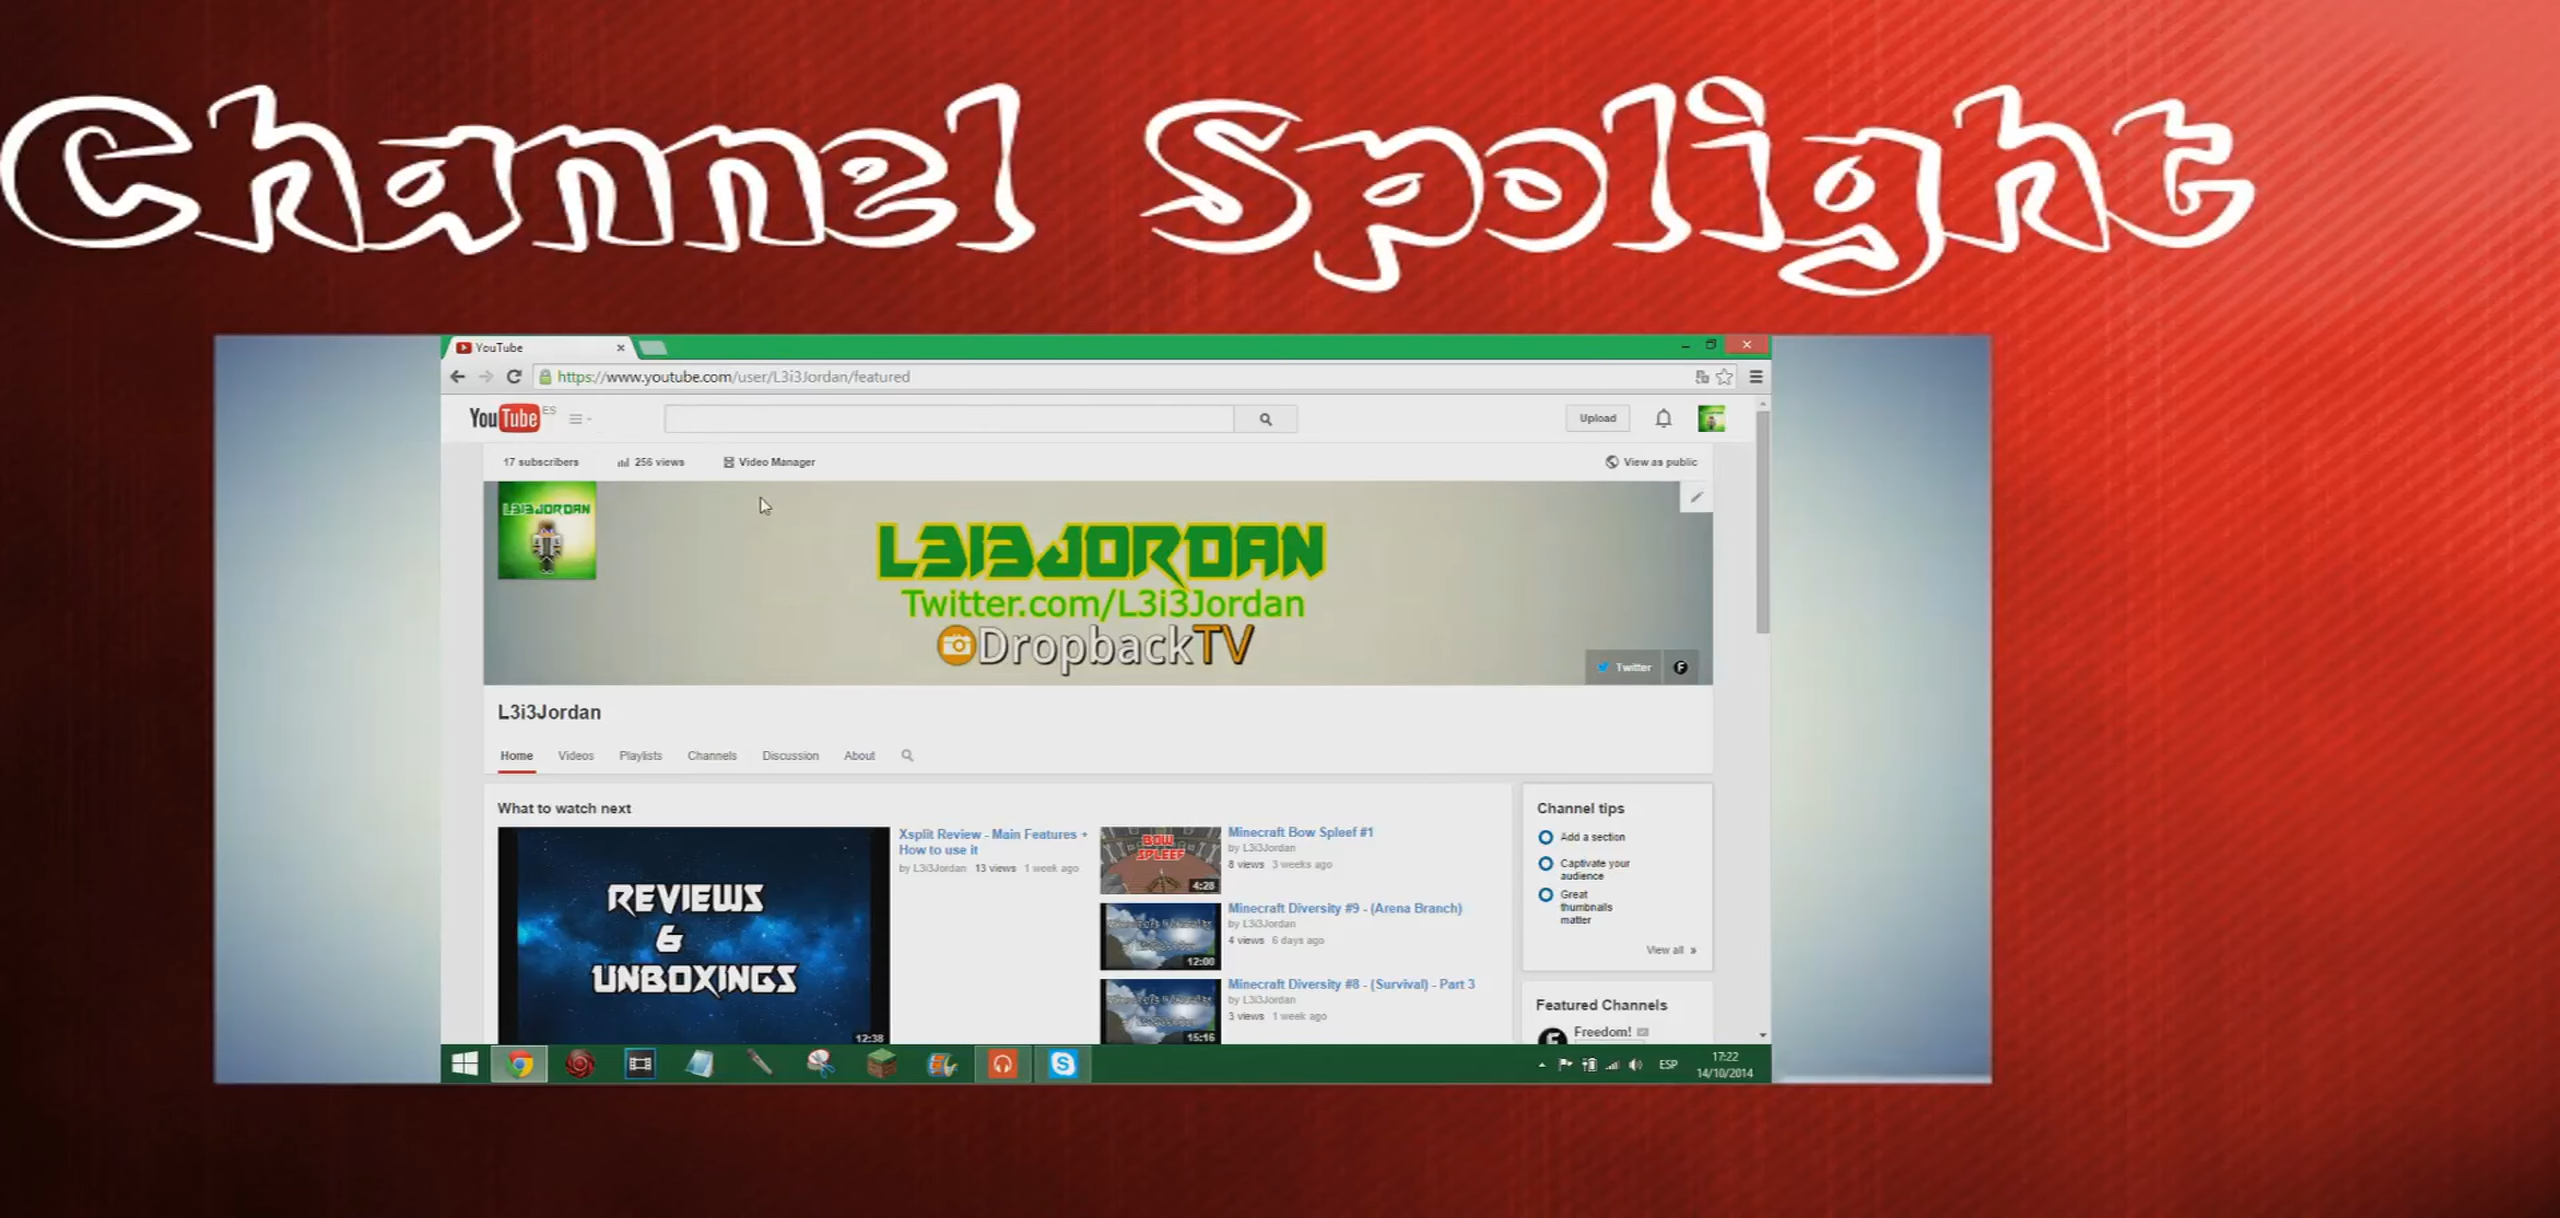 Channel Spolight
YouTube
https://www.youtube.com/user/L3i3Jordan/featured
YouTube ES
Upload
17 subscribers
256 views
Video Manager
View as public
L3I3JORDAN
L3I3JORDAN
Twitter.com/L3i3Jordan
DropbackTV
Twitter
L3i3Jordan
Home Videos Playlists Channels Discussion About
What to watch next
REVIEWS
&
UNBOXINGS
12:38
Xsplit Review - Main Features +
How to use it
by L3i3Jordan 13 views 1 week ago
BOW
SPLEEF
4:28
Minecraft Bow Spleef #1
by L3i3Jordan
8 views 3 weeks ago
12:00
Minecraft Diversity #9 - (Arena Branch)
by L3i3Jordan
4 views 6 days ago
15:16
Minecraft Diversity #8 - (Survival) - Part 3
by L3i3Jordan
3 views 1 week ago
Channel tips
Add a section
Captivate your
audience
Great
thumbnails
matter
View all »
Featured Channels
Freedom!
ESP
17:22
14/10/2014